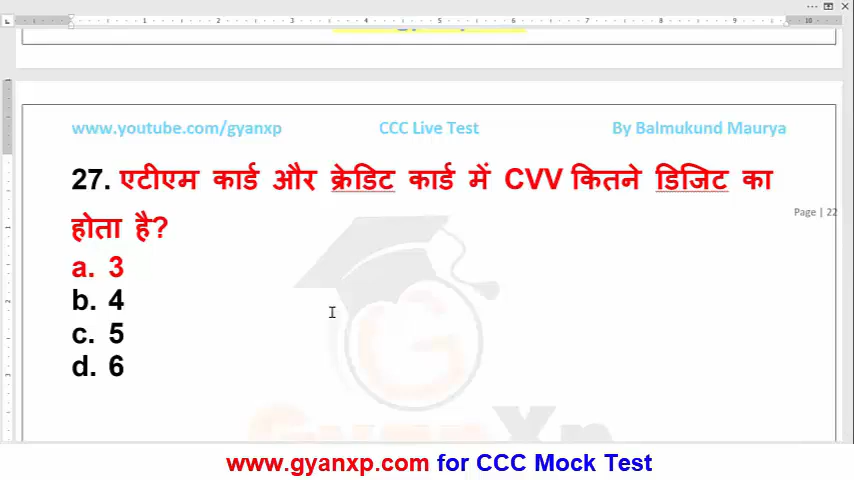 www.youtube.com/gyanxp CCC Live Test By Balmukund Maurya
27. एटीएम कार्ड और क्रेडिट कार्ड में CVV कितने डिजिट का
Page | 22
होता है?
a. 3
b. 4
c. 5
d. 6
GyanXp
www.gyanxp.com for CCC Mock Test